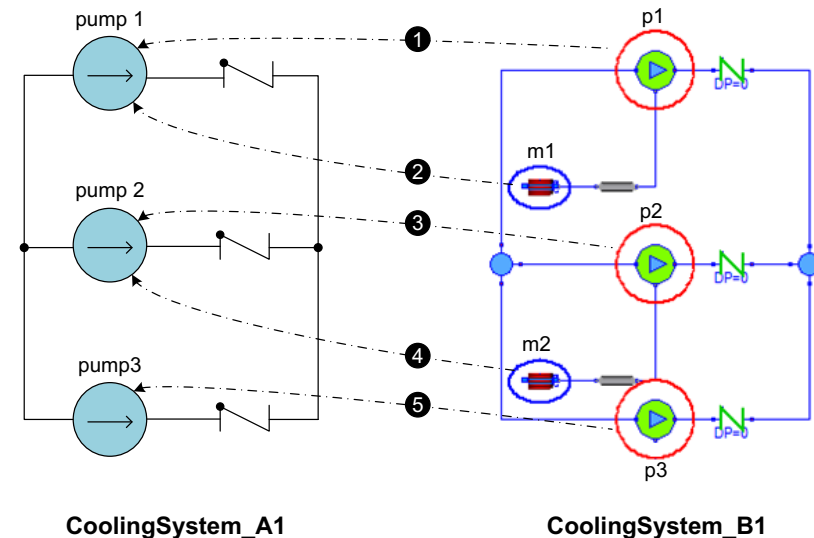 pump 1
p1
1
DP=0
m1
2
pump 2
p2
3
DP=0
m2
4
pump3
5
DP=0
p3
CoolingSystem_A1
CoolingSystem_B1